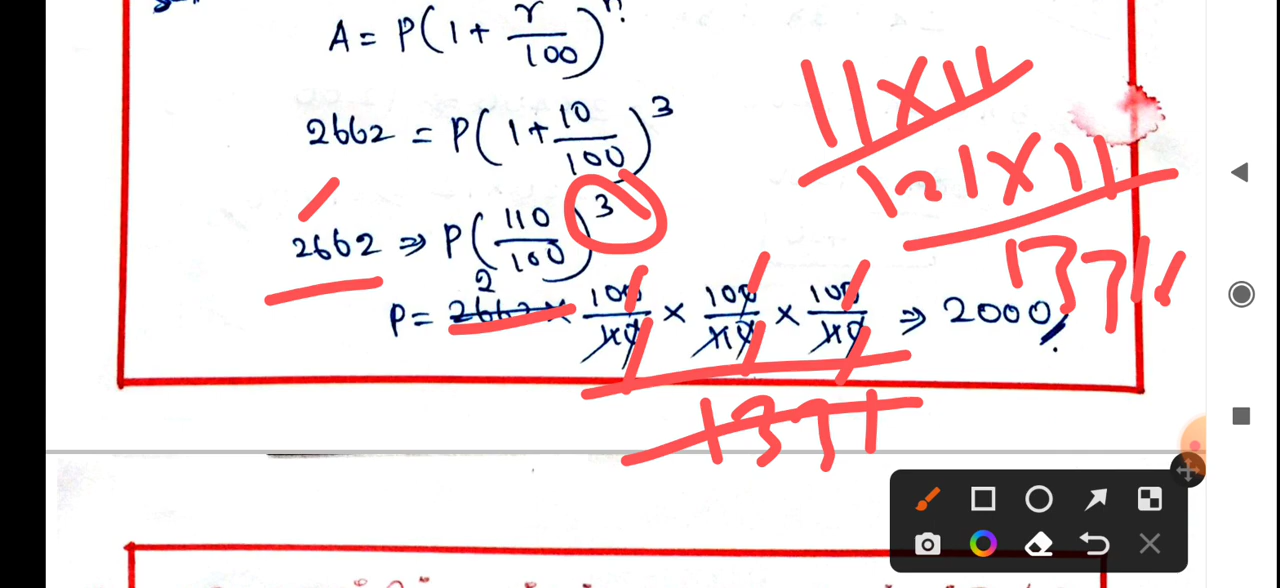 A = P(1 + r/100)^n
2662 = P(1 + 10/100)^3
2662 ⇒ P(110/100)^3
2
P = 2662 × 100/110 × 100/110 × 100/110 ⇒ 2000
11×11
121×11
1331
1331